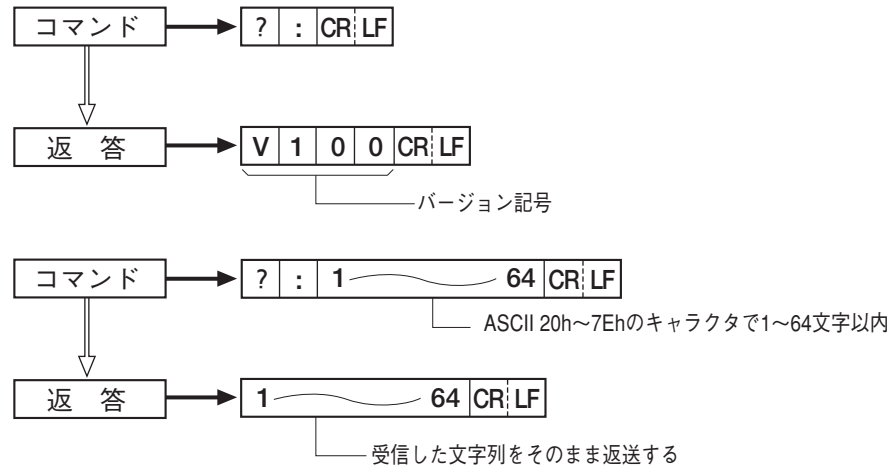 コマンド ? : CR LF
返 答 V 1 0 0 CR LF
バージョン記号
コマンド ? : 1 64 CR LF
ASCII 20h～7Ehのキャラクタで1～64文字以内
返 答 1 64 CR LF
受信した文字列をそのまま返送する